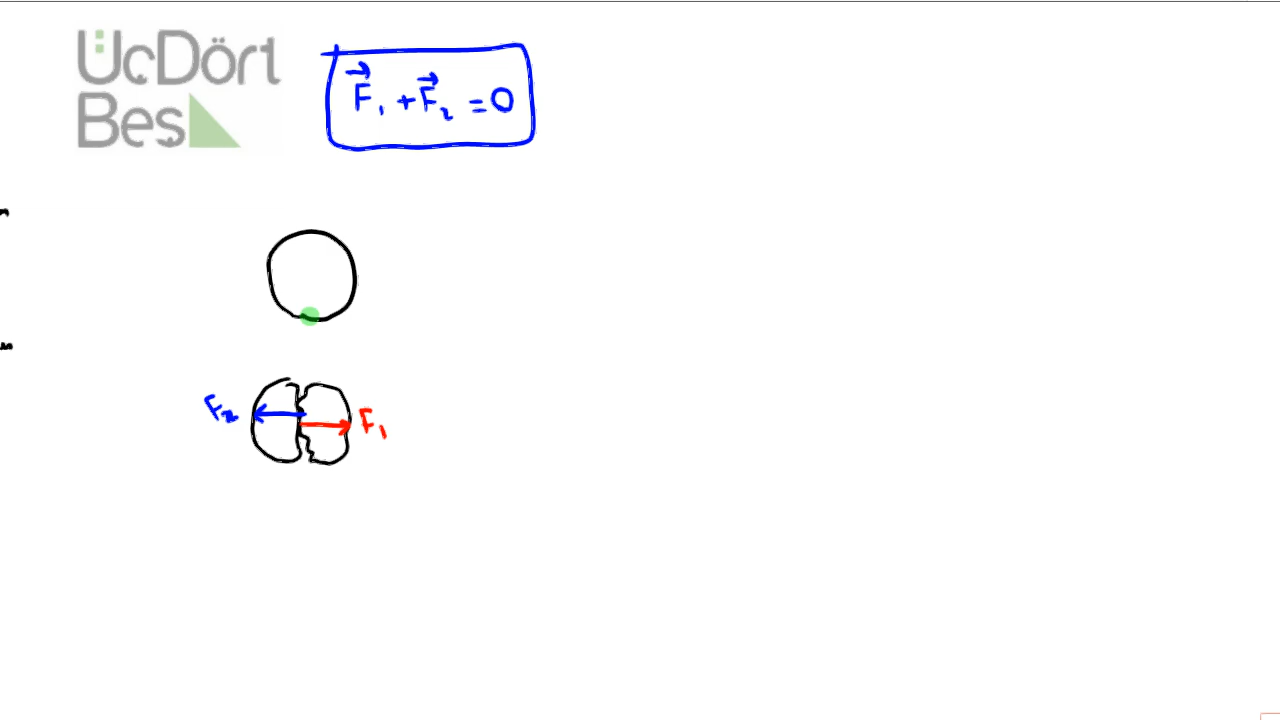 ÜçDört
Beş
F₁ + F₂ = 0
F₂
F₁